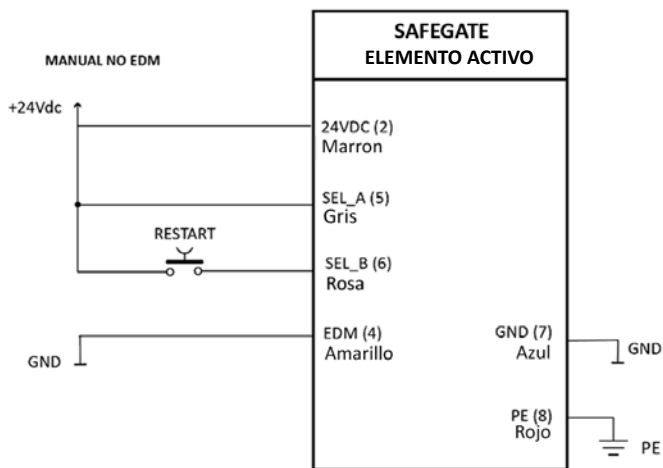 SAFEGATE
ELEMENTO ACTIVO
MANUAL NO EDM
+24Vdc
24VDC (2)
Marron
SEL_A (5)
Gris
RESTART
SEL_B (6)
Rosa
EDM (4)
Amarillo
GND
GND (7)
Azul
GND
PE (8)
Rojo
PE